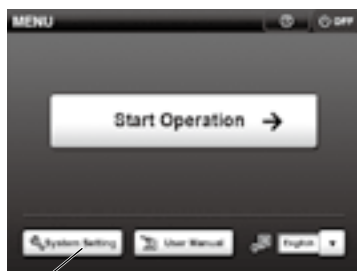 MENU OFF
Start Operation →
System Setting User Manual English